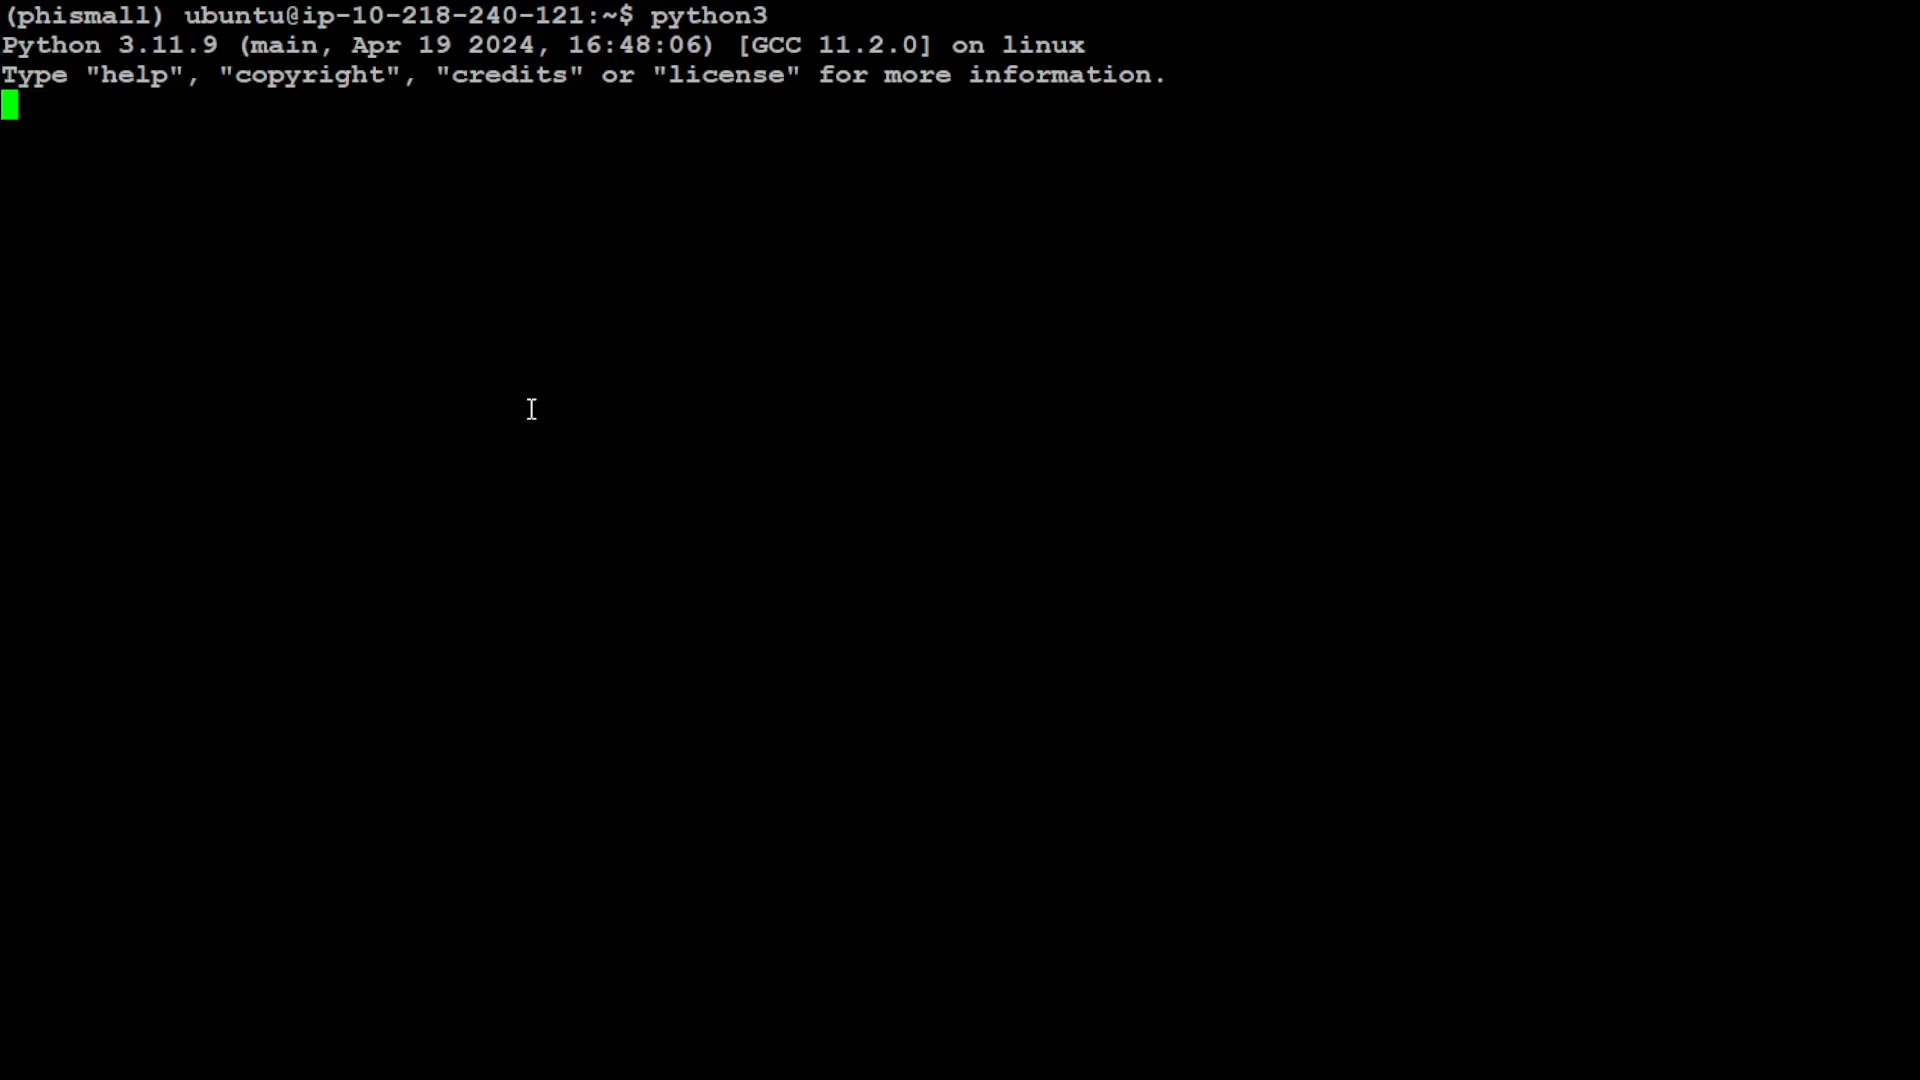 (phismall) ubuntu@ip-10-218-240-121:~$ python3
Python 3.11.9 (main, Apr 19 2024, 16:48:06) [GCC 11.2.0] on linux
Type "help", "copyright", "credits" or "license" for more information.